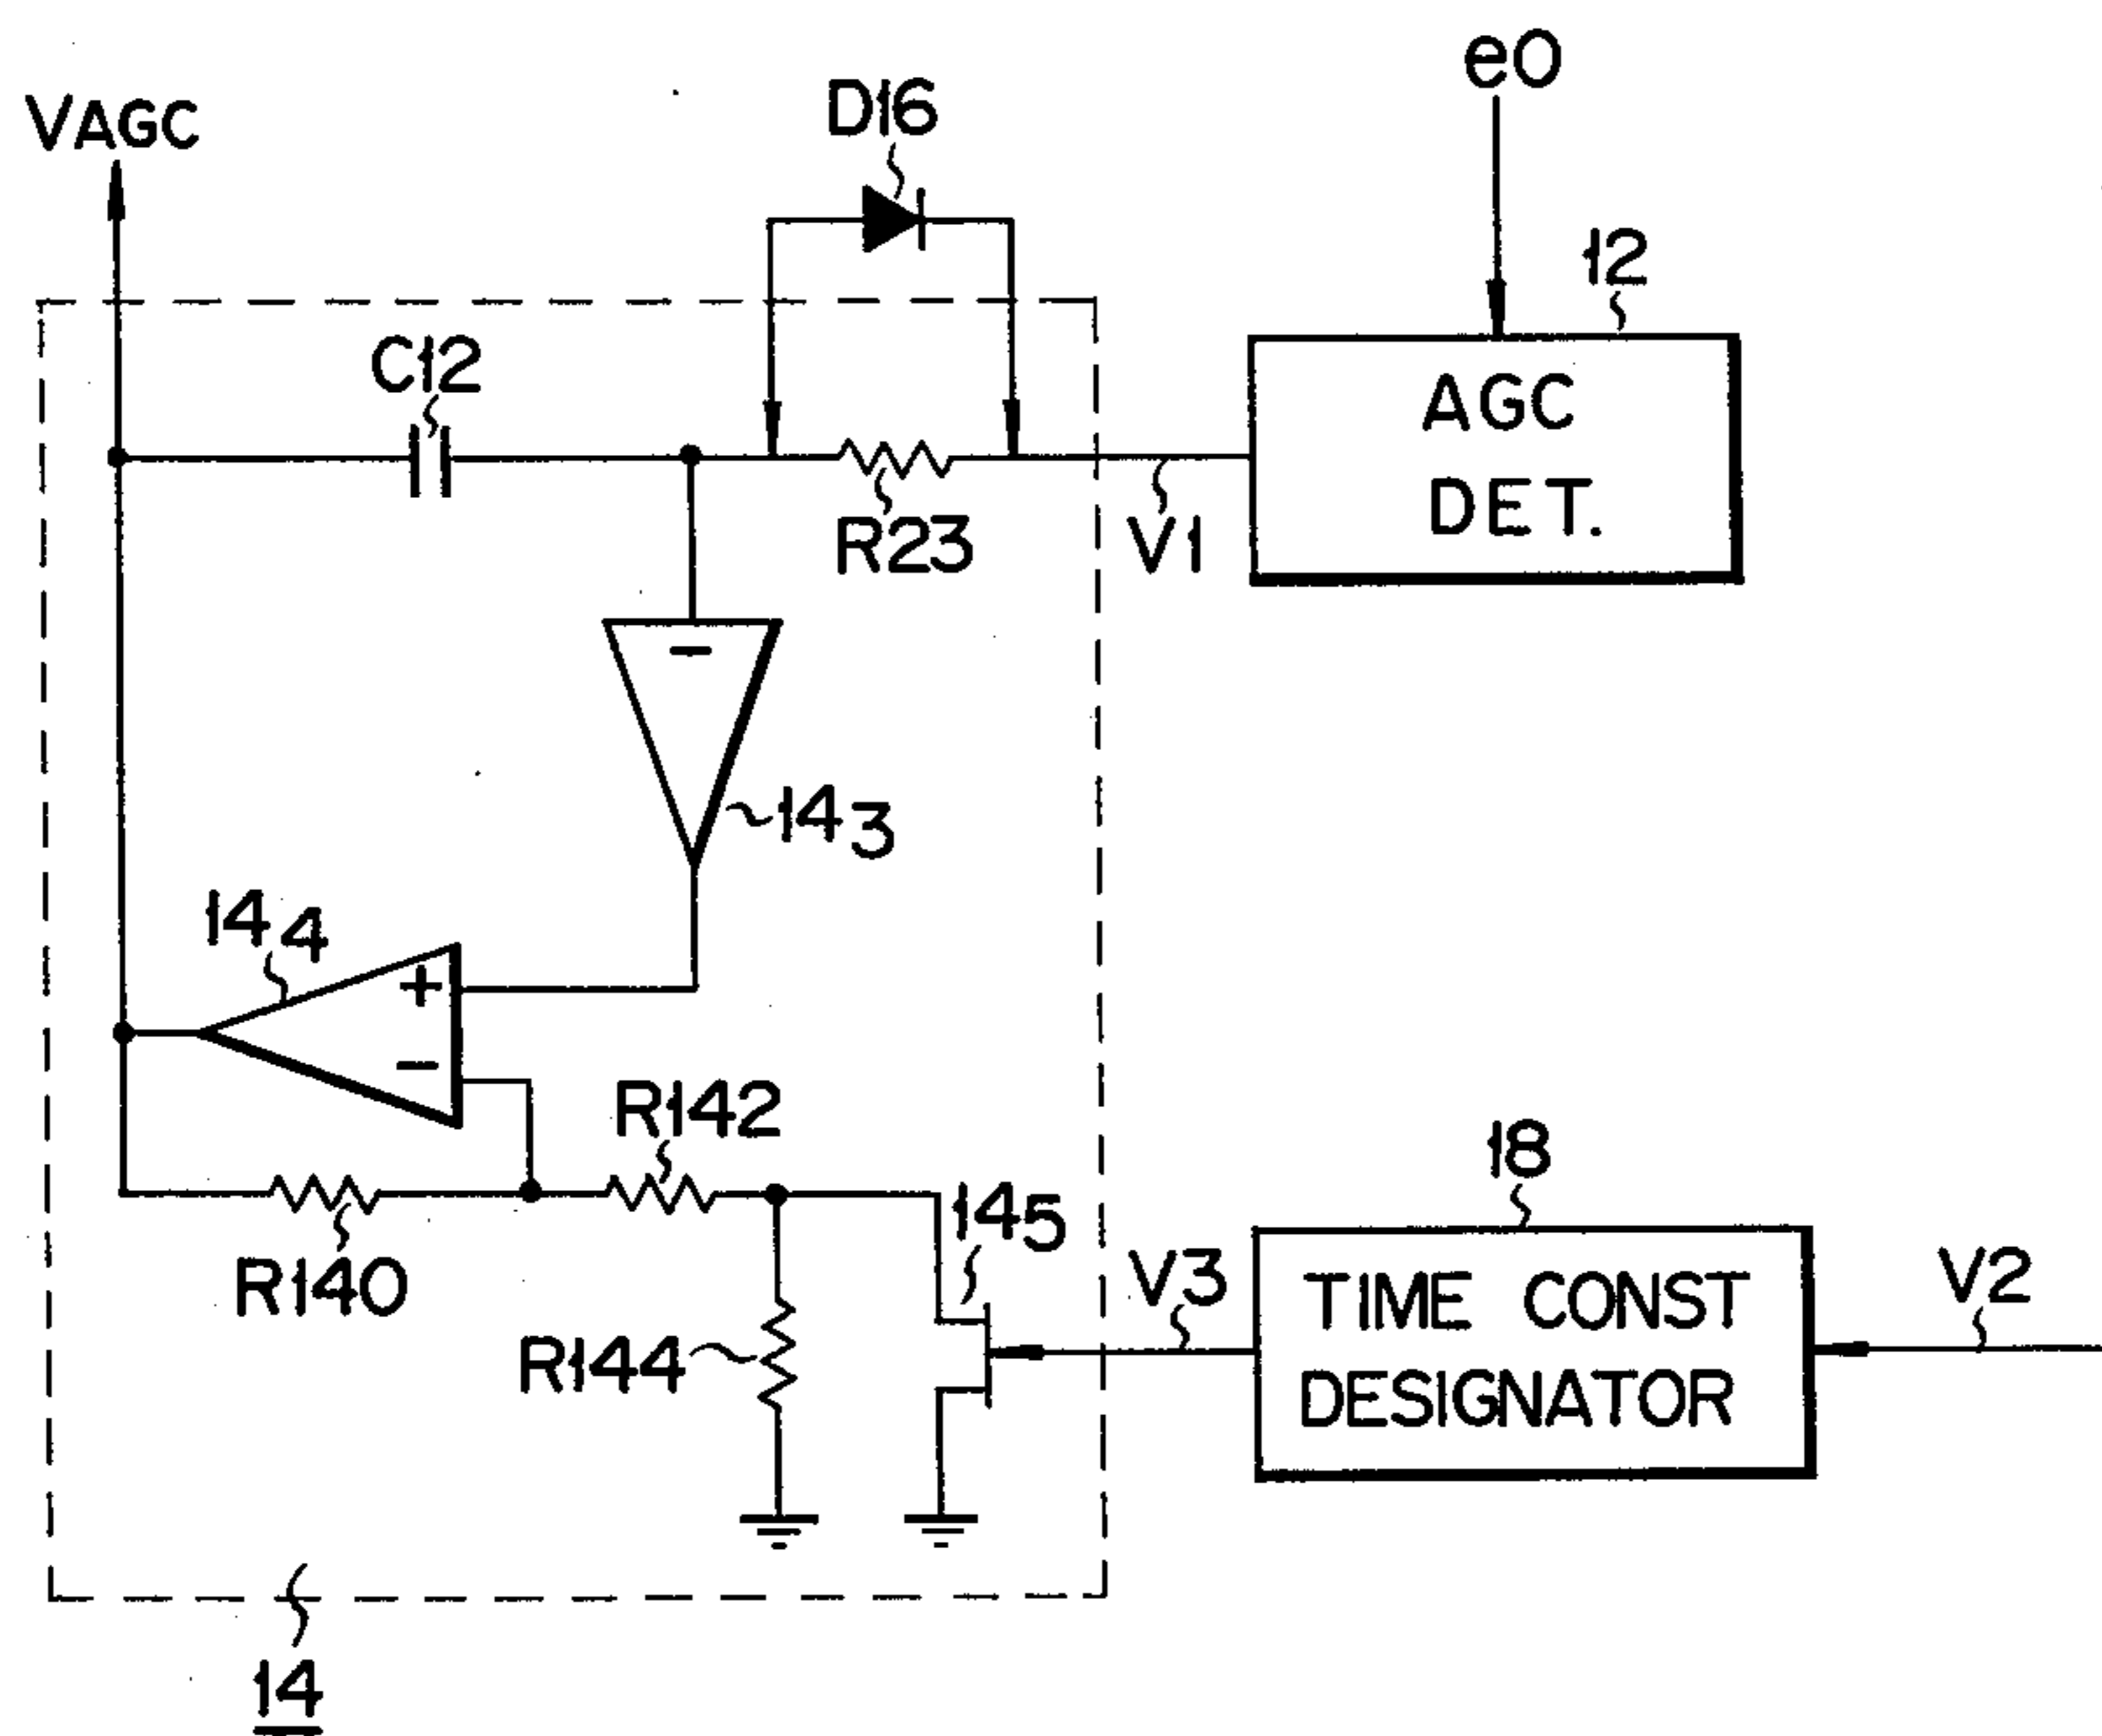 eO
VAGC
D16
12
C12
AGC
DET.
R23
V1
-
143
144
+
-
R142
18
145
V3
V2
R140
TIME CONST
DESIGNATOR
R144
14